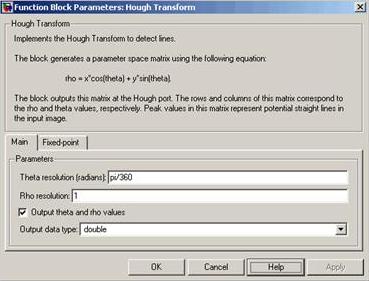 Function Block Parameters: Hough Transform
Hough Transform
Implements the Hough Transform to detect lines.
The block generates a parameter space matrix using the following equation:
rho = x*cos(theta) + y*sin(theta).
The block outputs this matrix at the Hough port. The rows and columns of this matrix correspond
to the rho and theta values, respectively. Peak values in this matrix represent potential straight lines in
the input image.
Main Fixed-point
Parameters
Theta resolution (radians): pi/360
Rho resolution: 1
Output theta and rho values
Output data type: double
OK Cancel Help Apply